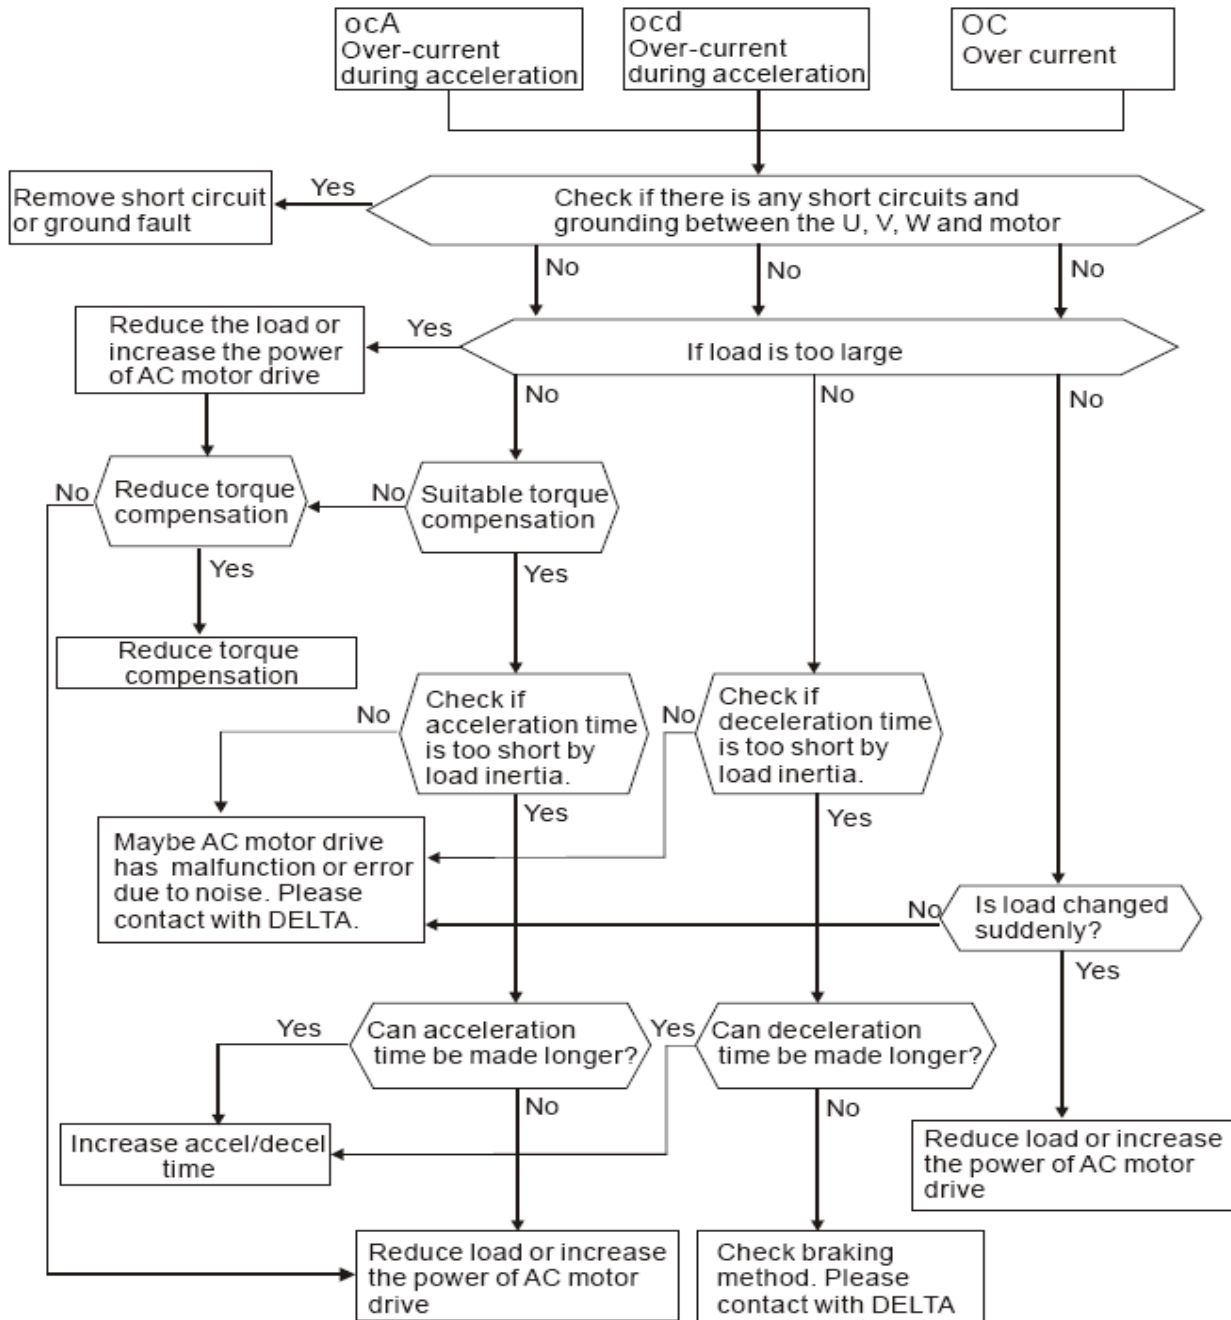 ocA
Over-current
during acceleration
ocd
Over-current
during acceleration
OC
Over current
Remove short circuit
or ground fault
Yes
Check if there is any short circuits and
grounding between the U, V, W and motor
No
No
No
Reduce the load or
increase the power
of AC motor drive
Yes
If load is too large
No
No
No
No
Reduce torque
compensation
No
Suitable torque
compensation
Yes
Yes
Reduce torque
compensation
No
Check if
acceleration time
is too short by
load inertia.
No
Check if
deceleration time
is too short by
load inertia.
Yes
Yes
Maybe AC motor drive
has malfunction or error
due to noise. Please
contact with DELTA.
No
Is load changed
suddenly?
Yes
Yes
Can acceleration
time be made longer?
Yes
Can deceleration
time be made longer?
No
No
Increase accel/decel
time
Reduce load or increase
the power of AC motor
drive
Reduce load or increase
the power of AC motor
drive
Check braking
method. Please
contact with DELTA